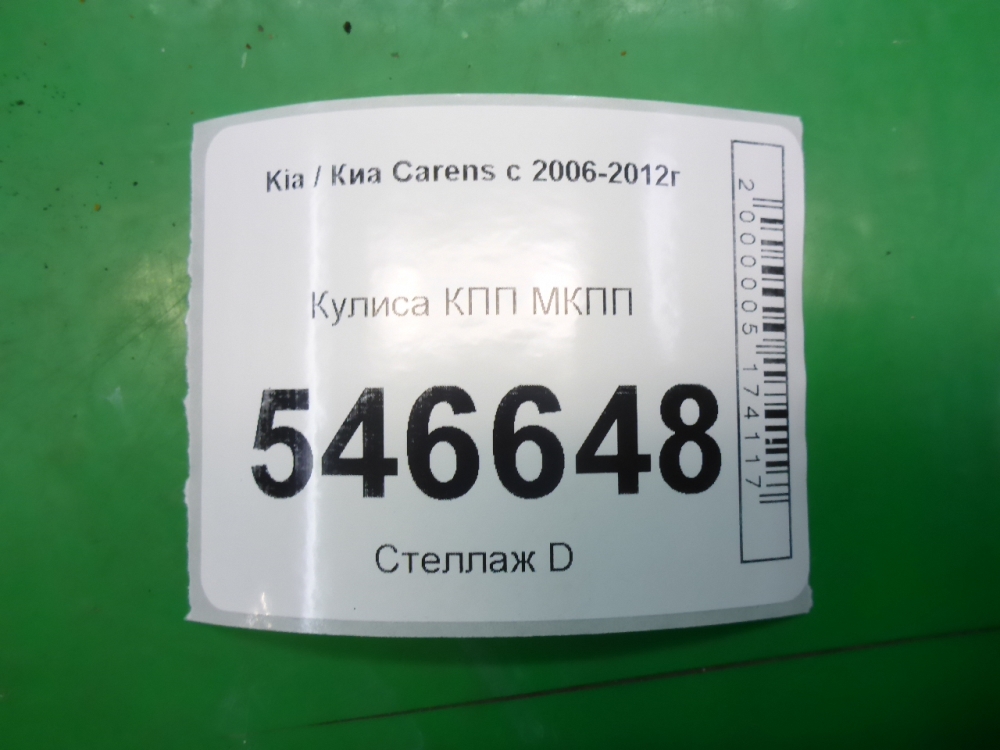 Kia / Киа Carens с 2006-2012г
Кулиса КПП МКПП
546648
Стеллаж D
2000005174117